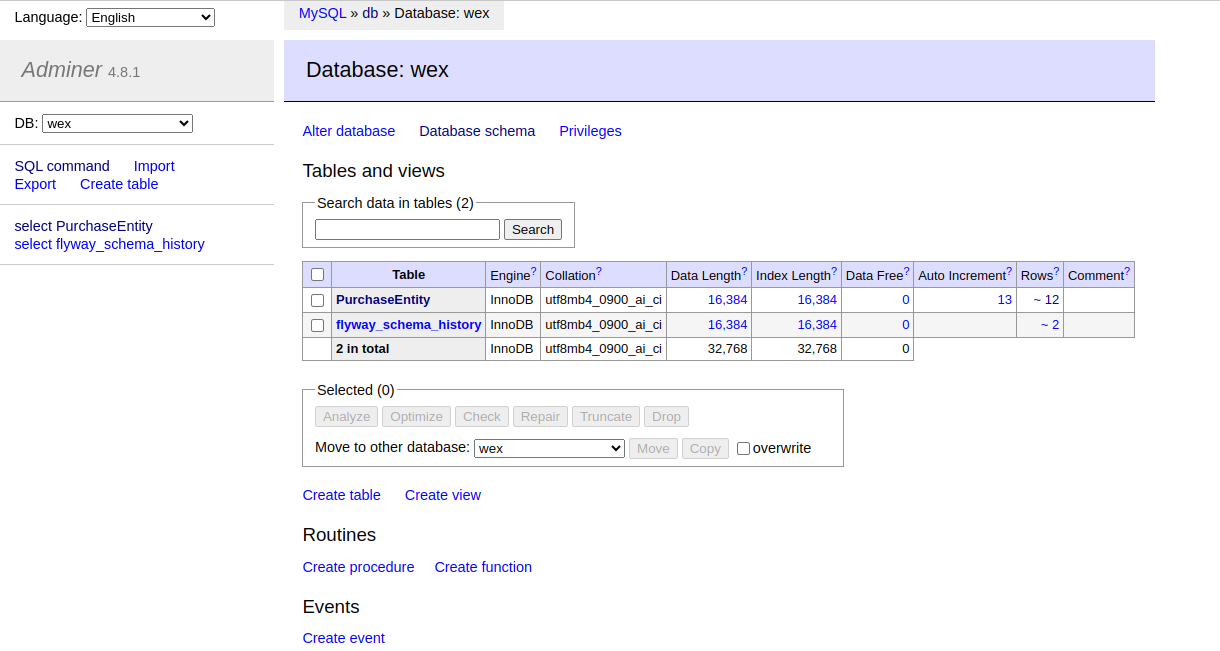 Language: English
MySQL » db » Database: wex
Adminer 4.8.1
Database: wex
DB: wex
Alter database Database schema Privileges
SQL command Import
Export Create table
select PurchaseEntity
select flyway_schema_history
Tables and views
Search data in tables (2)
Search
Table Engine? Collation? Data Length? Index Length? Data Free? Auto Increment? Rows? Comment?
PurchaseEntity InnoDB utf8mb4_0900_ai_ci 16,384 16,384 0 13 ~ 12
flyway_schema_history InnoDB utf8mb4_0900_ai_ci 16,384 16,384 0 ~ 2
2 in total InnoDB utf8mb4_0900_ai_ci 32,768 32,768 0
Selected (0)
Analyze Optimize Check Repair Truncate Drop
Move to other database: wex Move Copy overwrite
Create table Create view
Routines
Create procedure Create function
Events
Create event